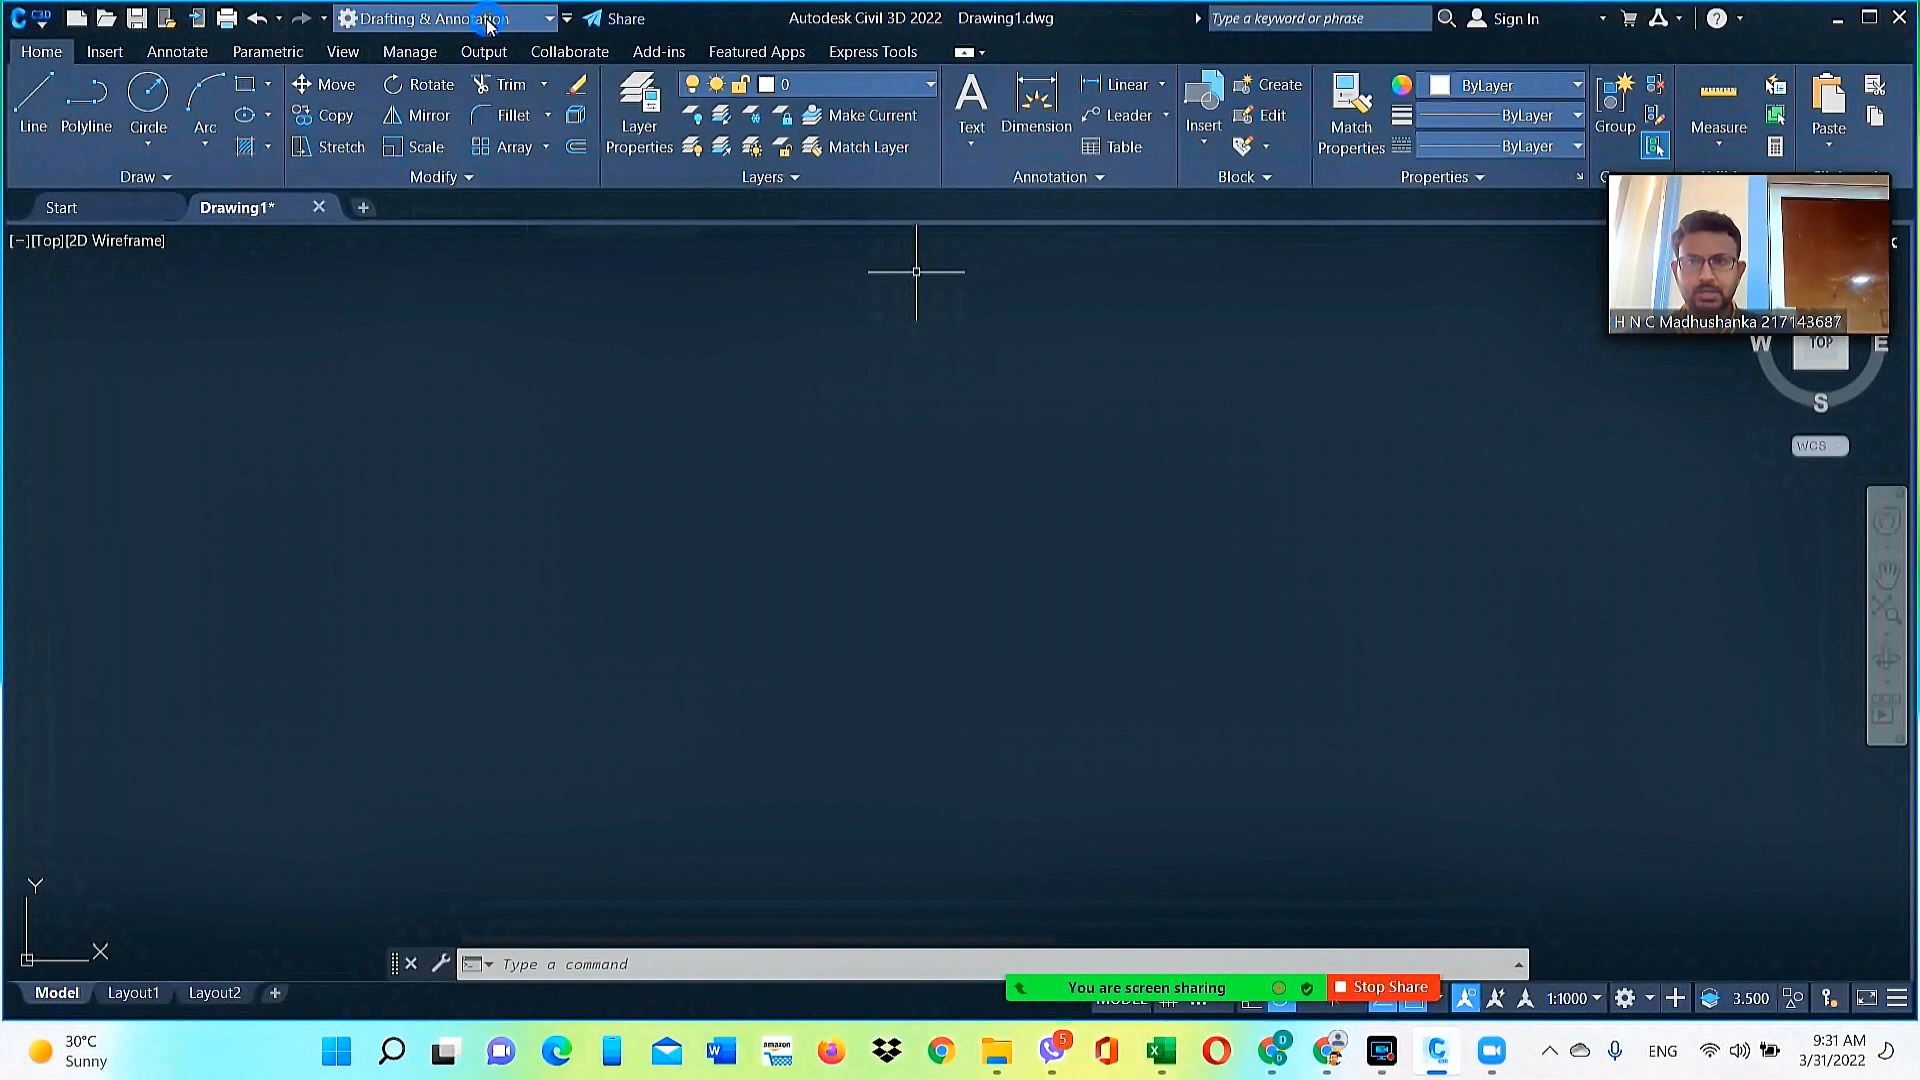 C3D
Drafting & Annotation
Share
Autodesk Civil 3D 2022 Drawing1.dwg
Type a keyword or phrase
Sign In
Home Insert Annotate Parametric View Manage Output Collaborate Add-ins Featured Apps Express Tools
Line
Polyline
Circle
Arc
Draw
Move
Rotate
Trim
Copy
Mirror
Fillet
Stretch
Scale
Array
Modify
Layer
Properties
0
Make Current
Match Layer
Layers
Text
Dimension
Linear
Leader
Table
Annotation
Insert
Create
Edit
Block
Match
Properties
ByLayer
ByLayer
ByLayer
Properties
Group
Measure
Paste
Start
Drawing1*
[−][Top][2D Wireframe]
H N C Madhushanka 217143687
W
TOP
E
S
WCS
Y
X
Type a command
Model
Layout1
Layout2
You are screen sharing
Stop Share
MODEL
1:1000
3.500
30°C
Sunny
amazon
5
D
D
ENG
9:31 AM
3/31/2022